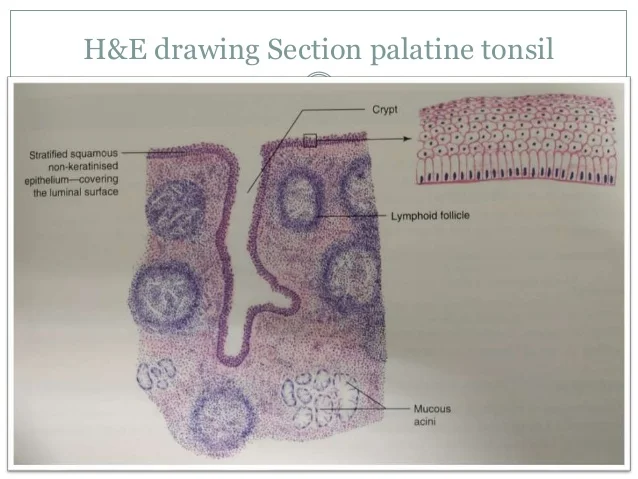 H&E drawing Section palatine tonsil
Crypt
Stratified squamous
non-keratinised
epithelium—covering
the luminal surface
Lymphoid follicle
Mucous
acini